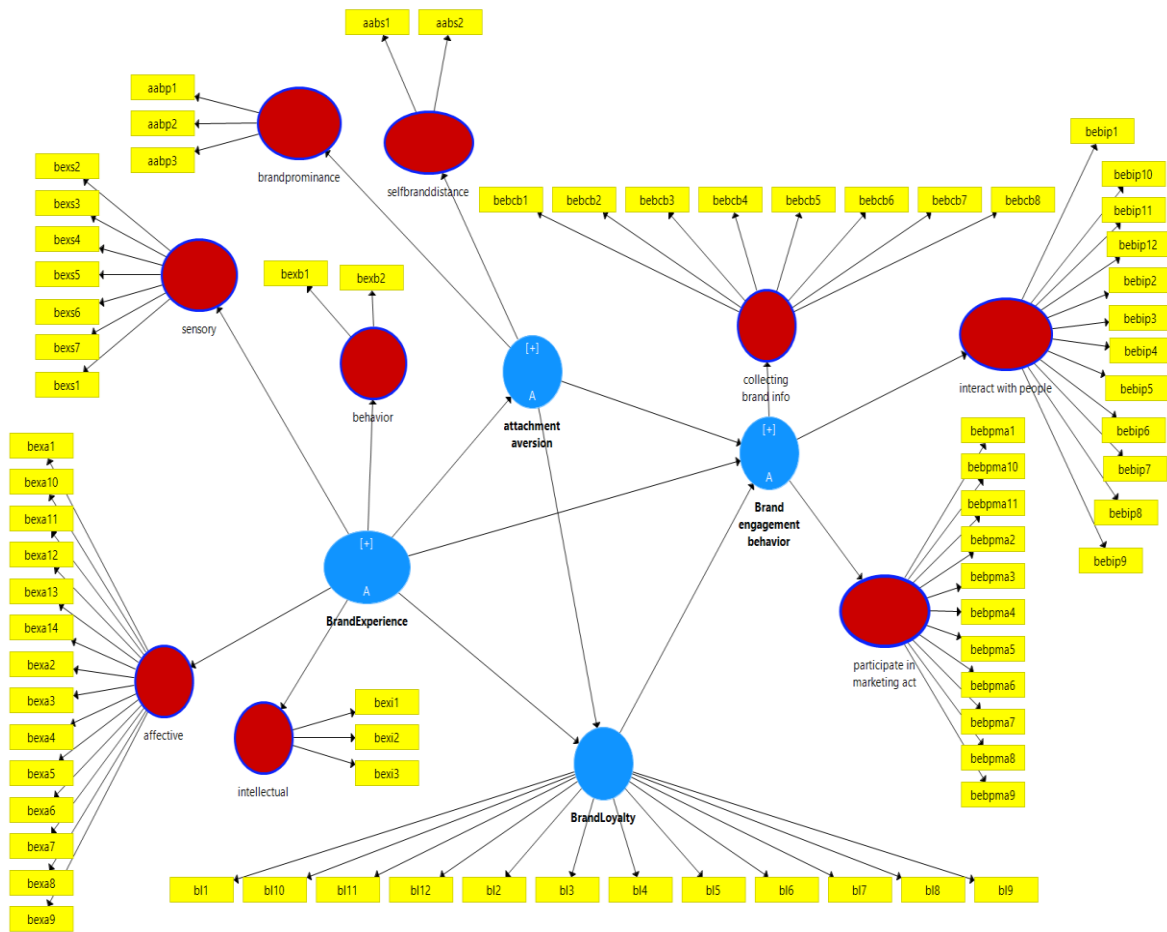 aabs1
aabs2
aabp1
aabp2
aabp3
brandprominance
selfbranddistance
bexs2
bexs3
bexs4
bexs5
bexs6
bexs7
bexs1
sensory
bexb1
bexb2
behavior
bebcb1
bebcb2
bebcb3
bebcb4
bebcb5
bebcb6
bebcb7
bebcb8
collecting
brand info
bebip1
bebip10
bebip11
bebip12
bebip2
bebip3
bebip4
bebip5
bebip6
bebip7
bebip8
bebip9
interact with people
[+]
A
attachment
aversion
[+]
A
Brand
engagement
behavior
bebpma1
bebpma10
bebpma11
bebpma2
bebpma3
bebpma4
bebpma5
bebpma6
bebpma7
bebpma8
bebpma9
participate in
marketing act
[+]
A
BrandExperience
bexa1
bexa10
bexa11
bexa12
bexa13
bexa14
bexa2
bexa3
bexa4
bexa5
bexa6
bexa7
bexa8
bexa9
affective
bexi1
bexi2
bexi3
intellectual
BrandLoyalty
bl1
bl10
bl11
bl12
bl2
bl3
bl4
bl5
bl6
bl7
bl8
bl9